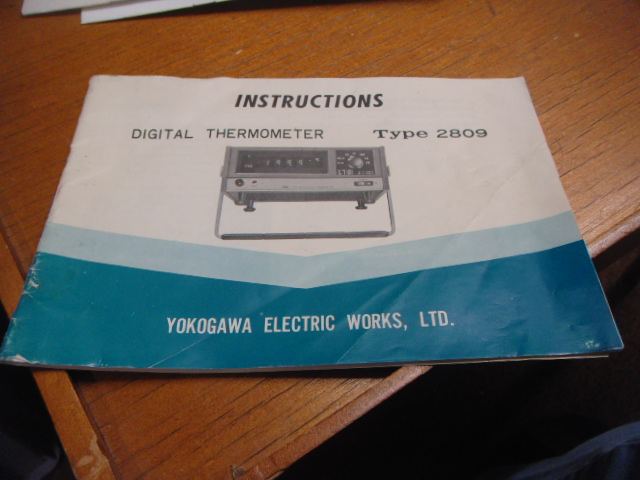 INSTRUCTIONS
DIGITAL THERMOMETER Type 2809
YOKOGAWA ELECTRIC WORKS, LTD.